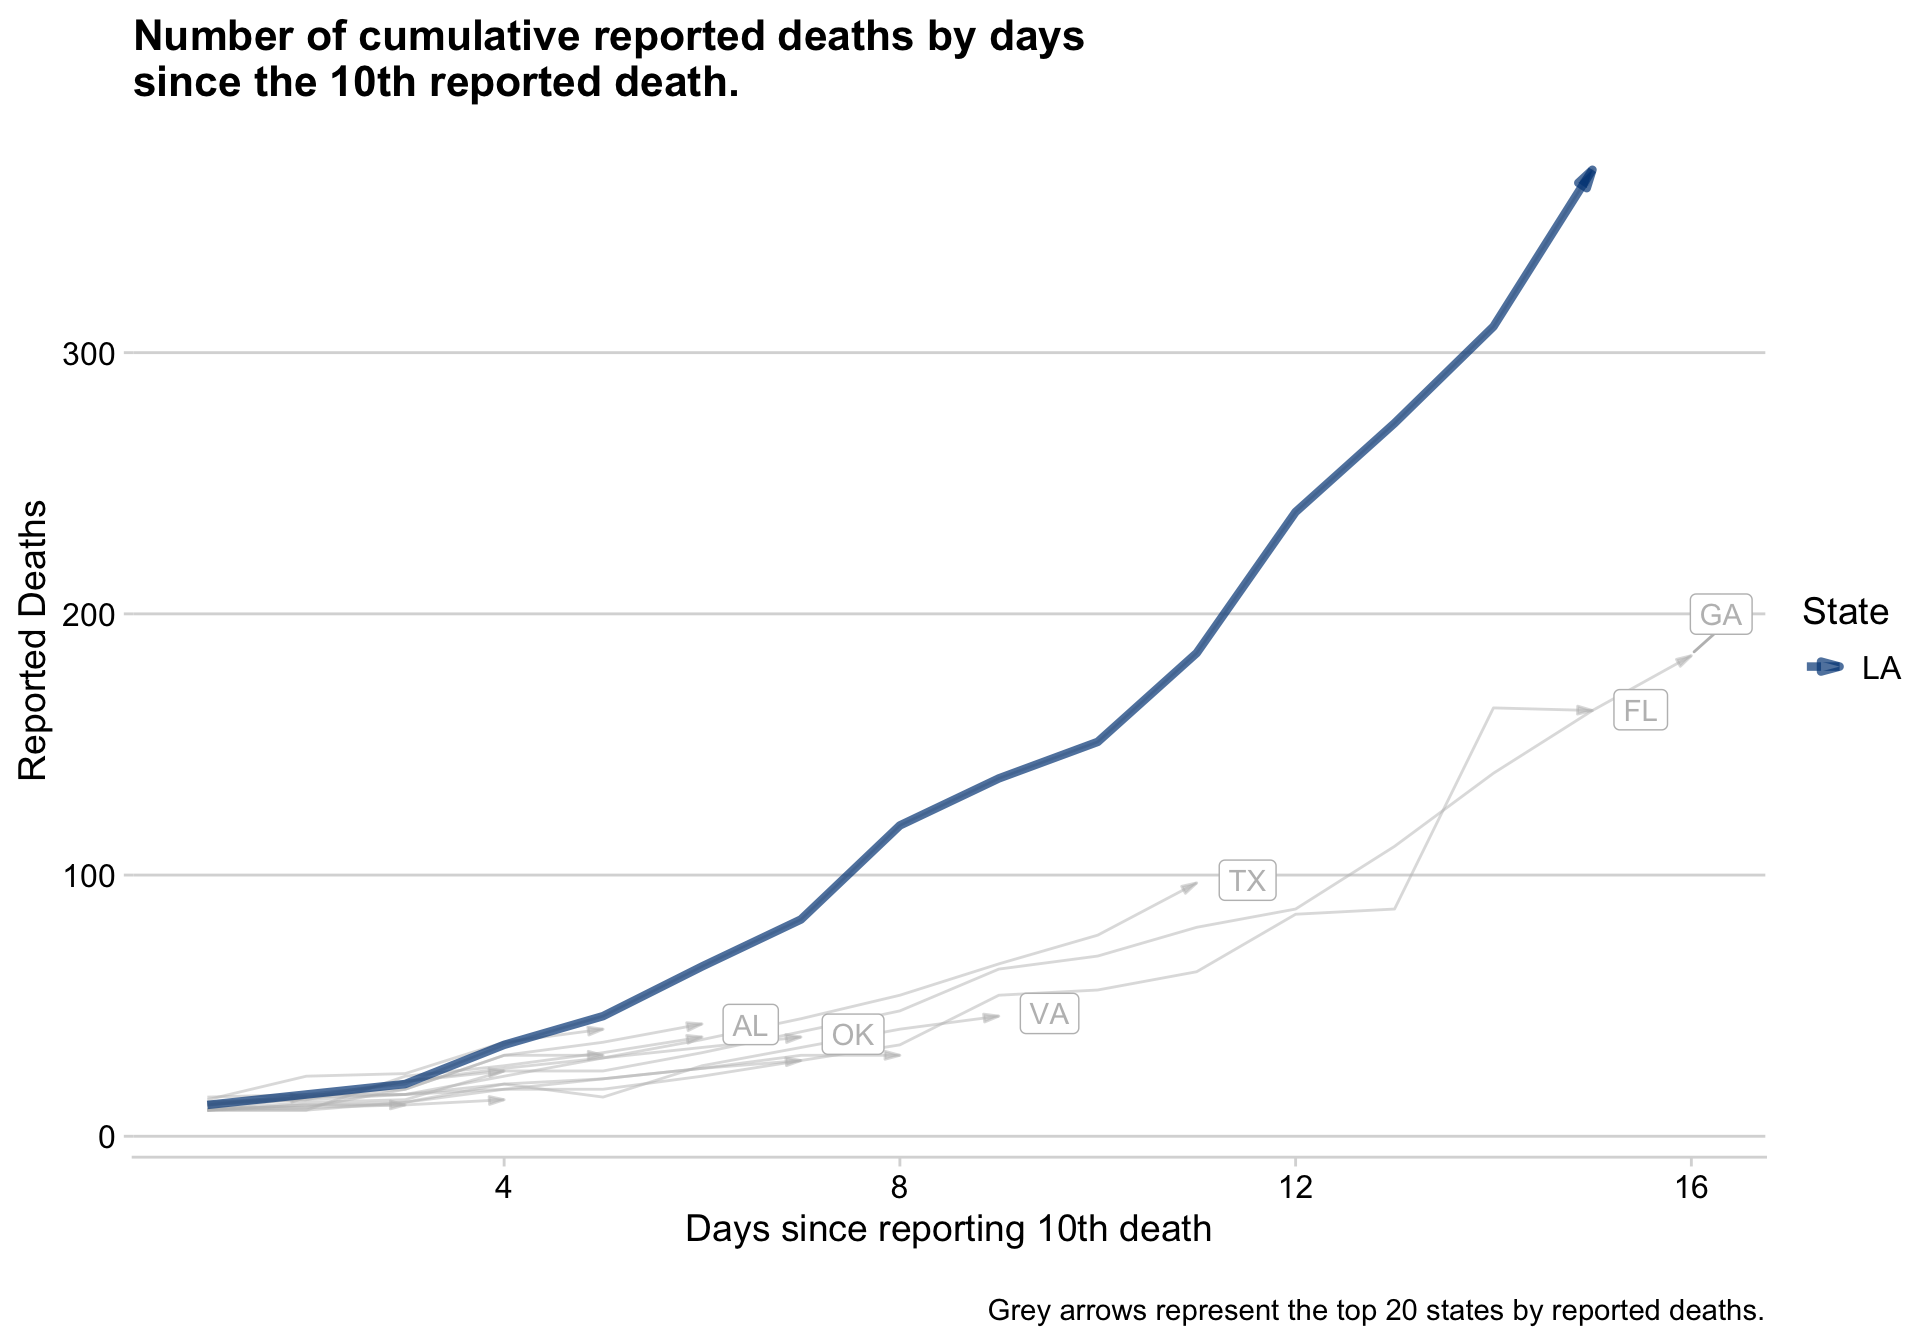 Number of cumulative reported deaths by days
since the 10th reported death.
Reported Deaths
300
200
100
0
GA
FL
TX
VA
AL
OK
4
8
12
16
Days since reporting 10th death
State
LA
Grey arrows represent the top 20 states by reported deaths.